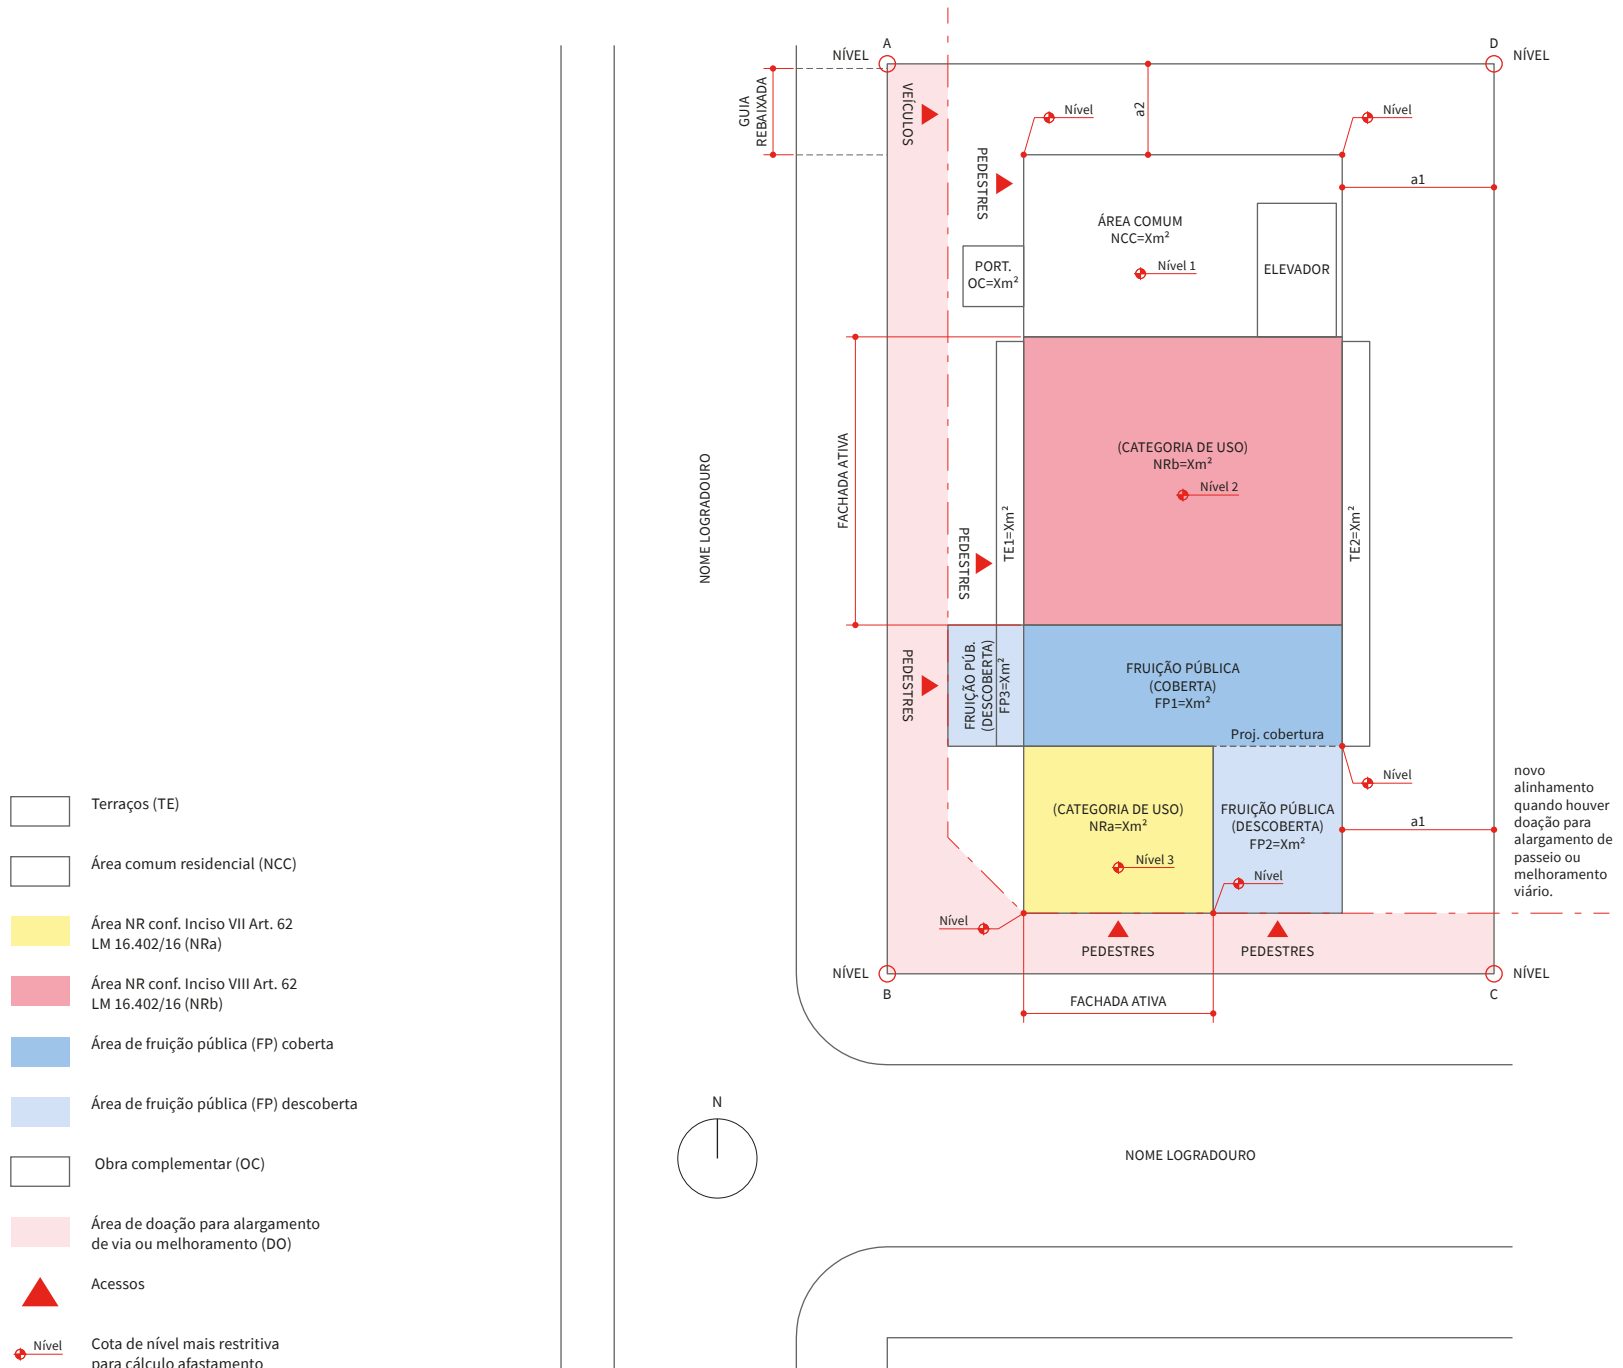 A
D
NÍVEL
NÍVEL
GUIA
REBAIXADA
VEÍCULOS
Nível
a2
Nível
PEDESTRES
a1
ÁREA COMUM
NCC=Xm²
Nível 1
PORT.
OC=Xm²
ELEVADOR
FACHADA ATIVA
(CATEGORIA DE USO)
NRb=Xm²
Nível 2
NOME LOGRADOURO
PEDESTRES
TE1=Xm²
TE2=Xm²
PEDESTRES
FRUIÇÃO PÚB.
(DESCOBERTA)
FP3=Xm²
FRUIÇÃO PÚBLICA
(COBERTA)
FP1=Xm²
Proj. cobertura
Nível
(CATEGORIA DE USO)
NRa=Xm²
Nível 3
FRUIÇÃO PÚBLICA
(DESCOBERTA)
FP2=Xm²
Nível
a1
novo
alinhamento
quando houver
doação para
alargamento de
passeio ou
melhoramento
viário.
Nível
PEDESTRES
PEDESTRES
NÍVEL
NÍVEL
B
C
FACHADA ATIVA
N
NOME LOGRADOURO
Terraços (TE)
Área comum residencial (NCC)
Área NR conf. Inciso VII Art. 62
LM 16.402/16 (NRa)
Área NR conf. Inciso VIII Art. 62
LM 16.402/16 (NRb)
Área de fruição pública (FP) coberta
Área de fruição pública (FP) descoberta
Obra complementar (OC)
Área de doação para alargamento
de via ou melhoramento (DO)
Acessos
Nível
Cota de nível mais restritiva
para cálculo afastamento